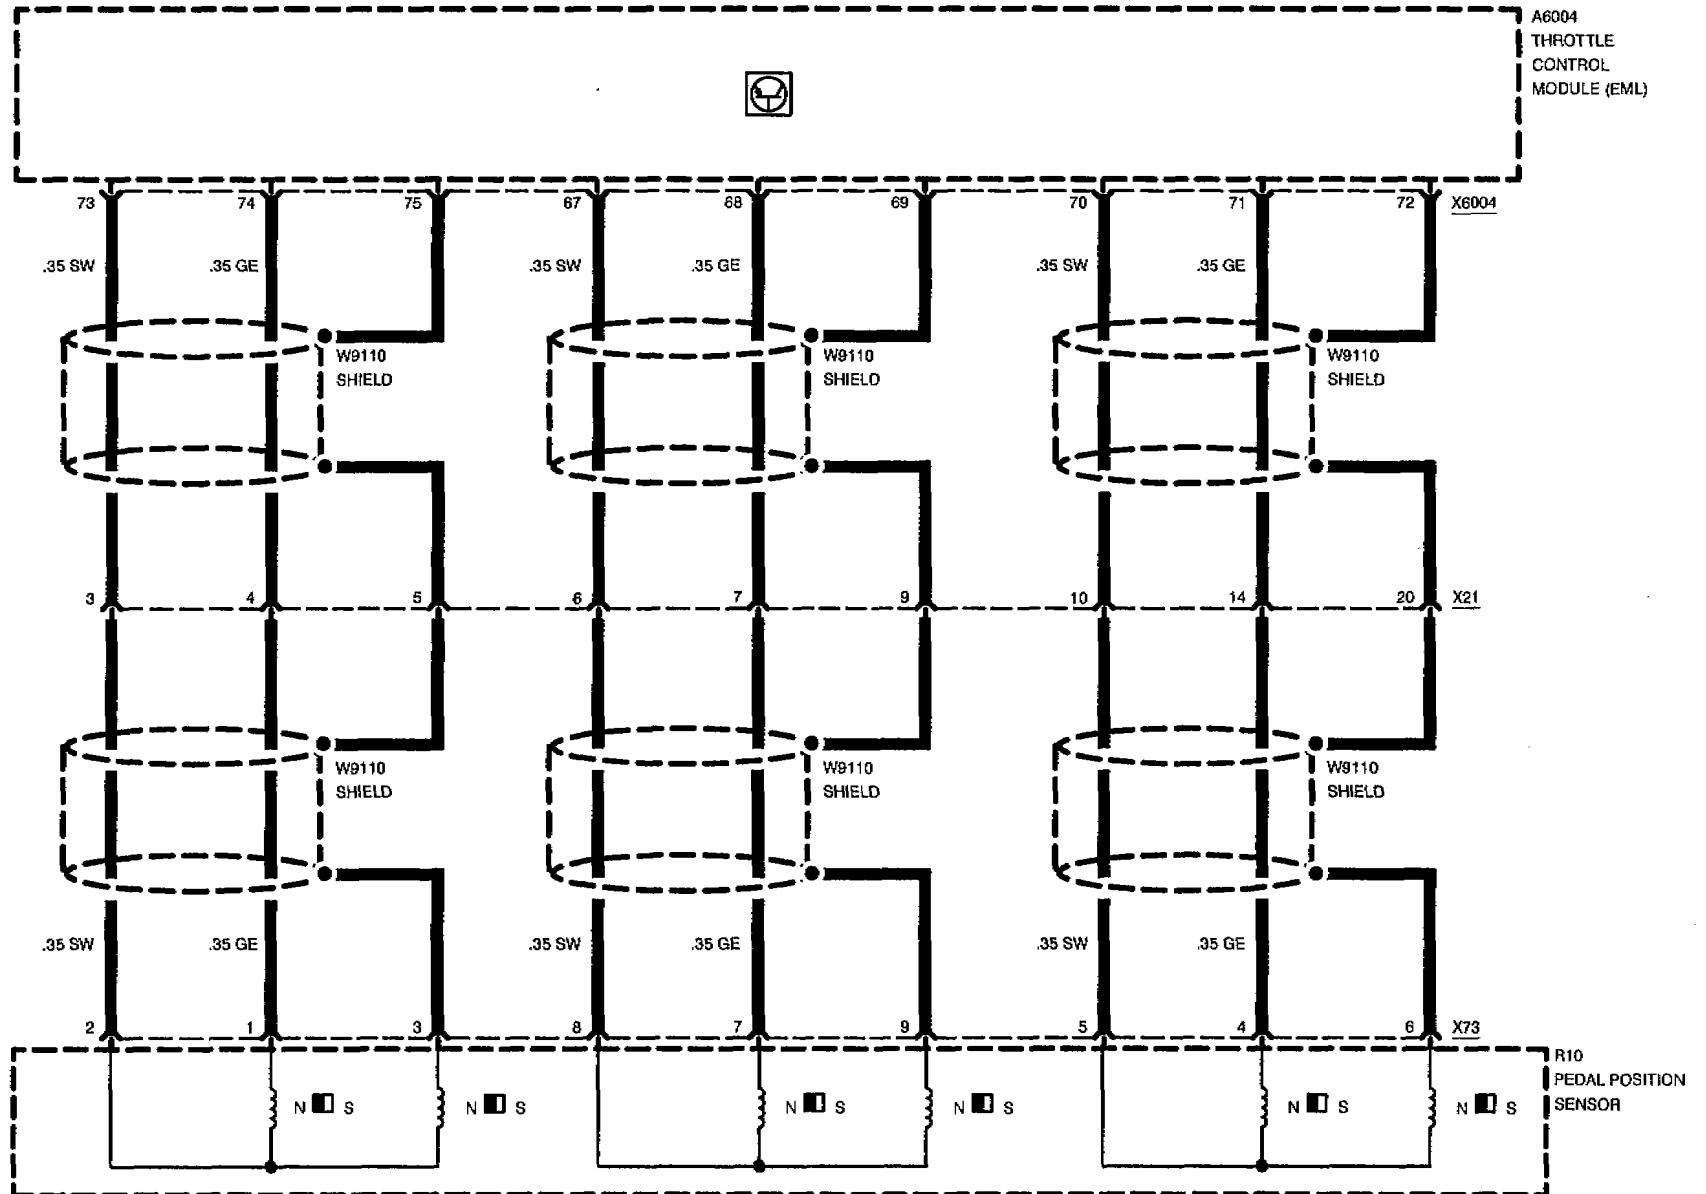 A6004
THROTTLE
CONTROL
MODULE (EML)
73 74 75 67 68 69 70 71 72 X6004
.35 SW .35 GE .35 SW .35 GE .35 SW .35 GE
W9110 W9110 W9110
SHIELD SHIELD SHIELD
3 4 5 6 7 9 10 14 20 X21
W9110 W9110 W9110
SHIELD SHIELD SHIELD
.35 SW .35 GE .35 SW .35 GE .35 SW .35 GE
2 1 3 8 7 9 5 4 6 X73
R10
PEDAL POSITION
SENSOR
N S N S N S N S N S N S